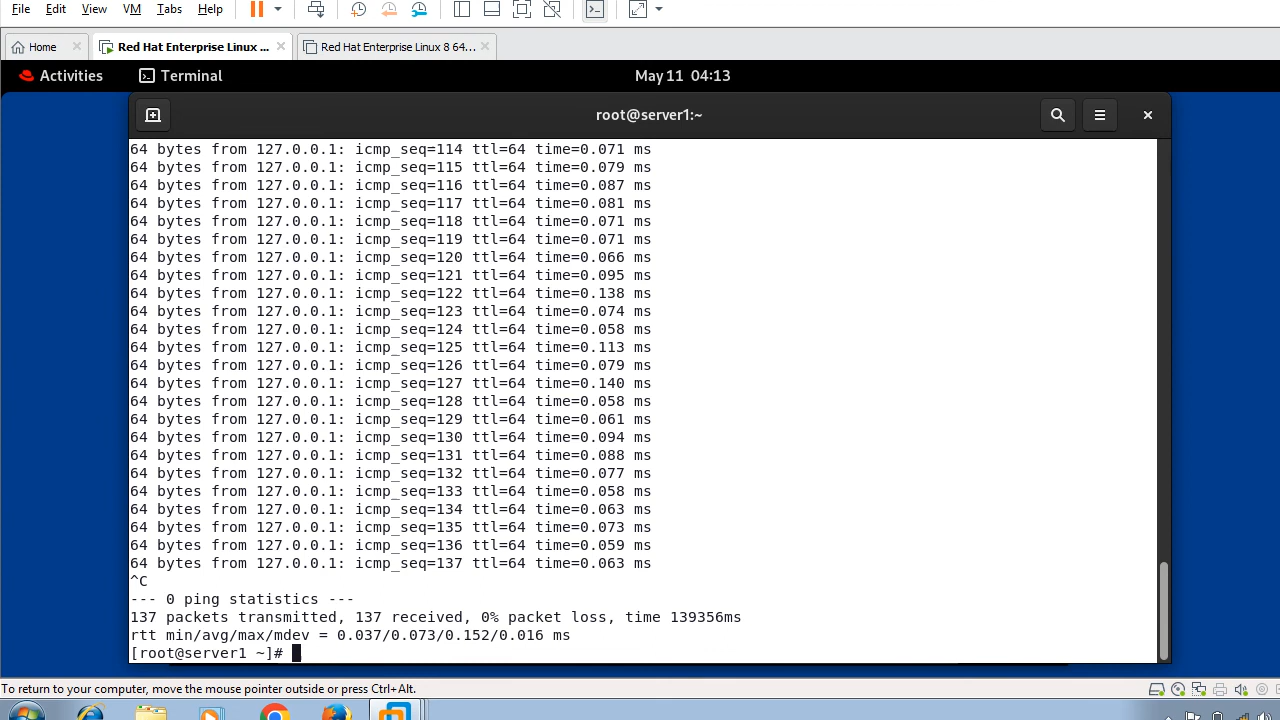 File Edit View VM Tabs Help
Home Red Hat Enterprise Linux ... Red Hat Enterprise Linux 8 64...
Activities Terminal May 11 04:13
root@server1:~
64 bytes from 127.0.0.1: icmp_seq=114 ttl=64 time=0.071 ms
64 bytes from 127.0.0.1: icmp_seq=115 ttl=64 time=0.079 ms
64 bytes from 127.0.0.1: icmp_seq=116 ttl=64 time=0.087 ms
64 bytes from 127.0.0.1: icmp_seq=117 ttl=64 time=0.081 ms
64 bytes from 127.0.0.1: icmp_seq=118 ttl=64 time=0.071 ms
64 bytes from 127.0.0.1: icmp_seq=119 ttl=64 time=0.071 ms
64 bytes from 127.0.0.1: icmp_seq=120 ttl=64 time=0.066 ms
64 bytes from 127.0.0.1: icmp_seq=121 ttl=64 time=0.095 ms
64 bytes from 127.0.0.1: icmp_seq=122 ttl=64 time=0.138 ms
64 bytes from 127.0.0.1: icmp_seq=123 ttl=64 time=0.074 ms
64 bytes from 127.0.0.1: icmp_seq=124 ttl=64 time=0.058 ms
64 bytes from 127.0.0.1: icmp_seq=125 ttl=64 time=0.113 ms
64 bytes from 127.0.0.1: icmp_seq=126 ttl=64 time=0.079 ms
64 bytes from 127.0.0.1: icmp_seq=127 ttl=64 time=0.140 ms
64 bytes from 127.0.0.1: icmp_seq=128 ttl=64 time=0.058 ms
64 bytes from 127.0.0.1: icmp_seq=129 ttl=64 time=0.061 ms
64 bytes from 127.0.0.1: icmp_seq=130 ttl=64 time=0.094 ms
64 bytes from 127.0.0.1: icmp_seq=131 ttl=64 time=0.088 ms
64 bytes from 127.0.0.1: icmp_seq=132 ttl=64 time=0.077 ms
64 bytes from 127.0.0.1: icmp_seq=133 ttl=64 time=0.058 ms
64 bytes from 127.0.0.1: icmp_seq=134 ttl=64 time=0.063 ms
64 bytes from 127.0.0.1: icmp_seq=135 ttl=64 time=0.073 ms
64 bytes from 127.0.0.1: icmp_seq=136 ttl=64 time=0.059 ms
64 bytes from 127.0.0.1: icmp_seq=137 ttl=64 time=0.063 ms
^C
--- 0 ping statistics ---
137 packets transmitted, 137 received, 0% packet loss, time 139356ms
rtt min/avg/max/mdev = 0.037/0.073/0.152/0.016 ms
[root@server1 ~]#
To return to your computer, move the mouse pointer outside or press Ctrl+Alt.